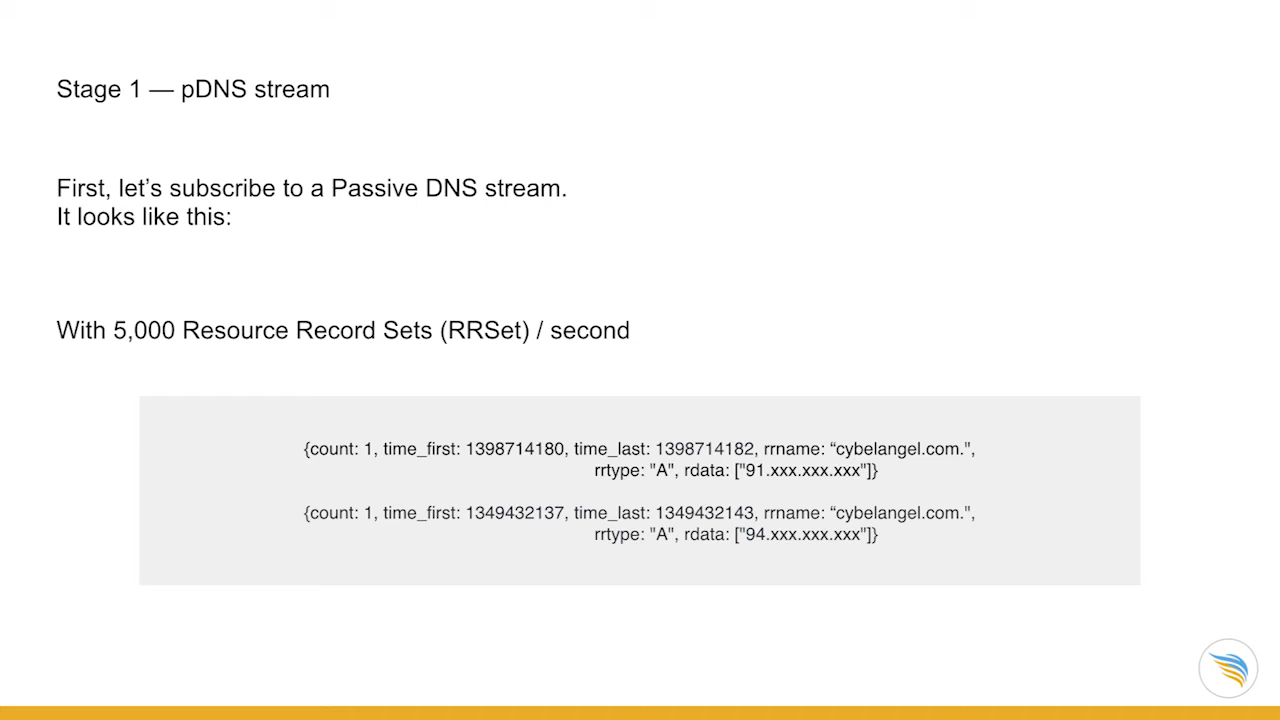 Stage 1 — pDNS stream
First, let’s subscribe to a Passive DNS stream.
It looks like this:
With 5,000 Resource Record Sets (RRSet) / second
{count: 1, time_first: 1398714180, time_last: 1398714182, rrname: “cybelangel.com.",
rrtype: "A", rdata: ["91.xxx.xxx.xxx"]}
{count: 1, time_first: 1349432137, time_last: 1349432143, rrname: “cybelangel.com.",
rrtype: "A", rdata: ["94.xxx.xxx.xxx"]}